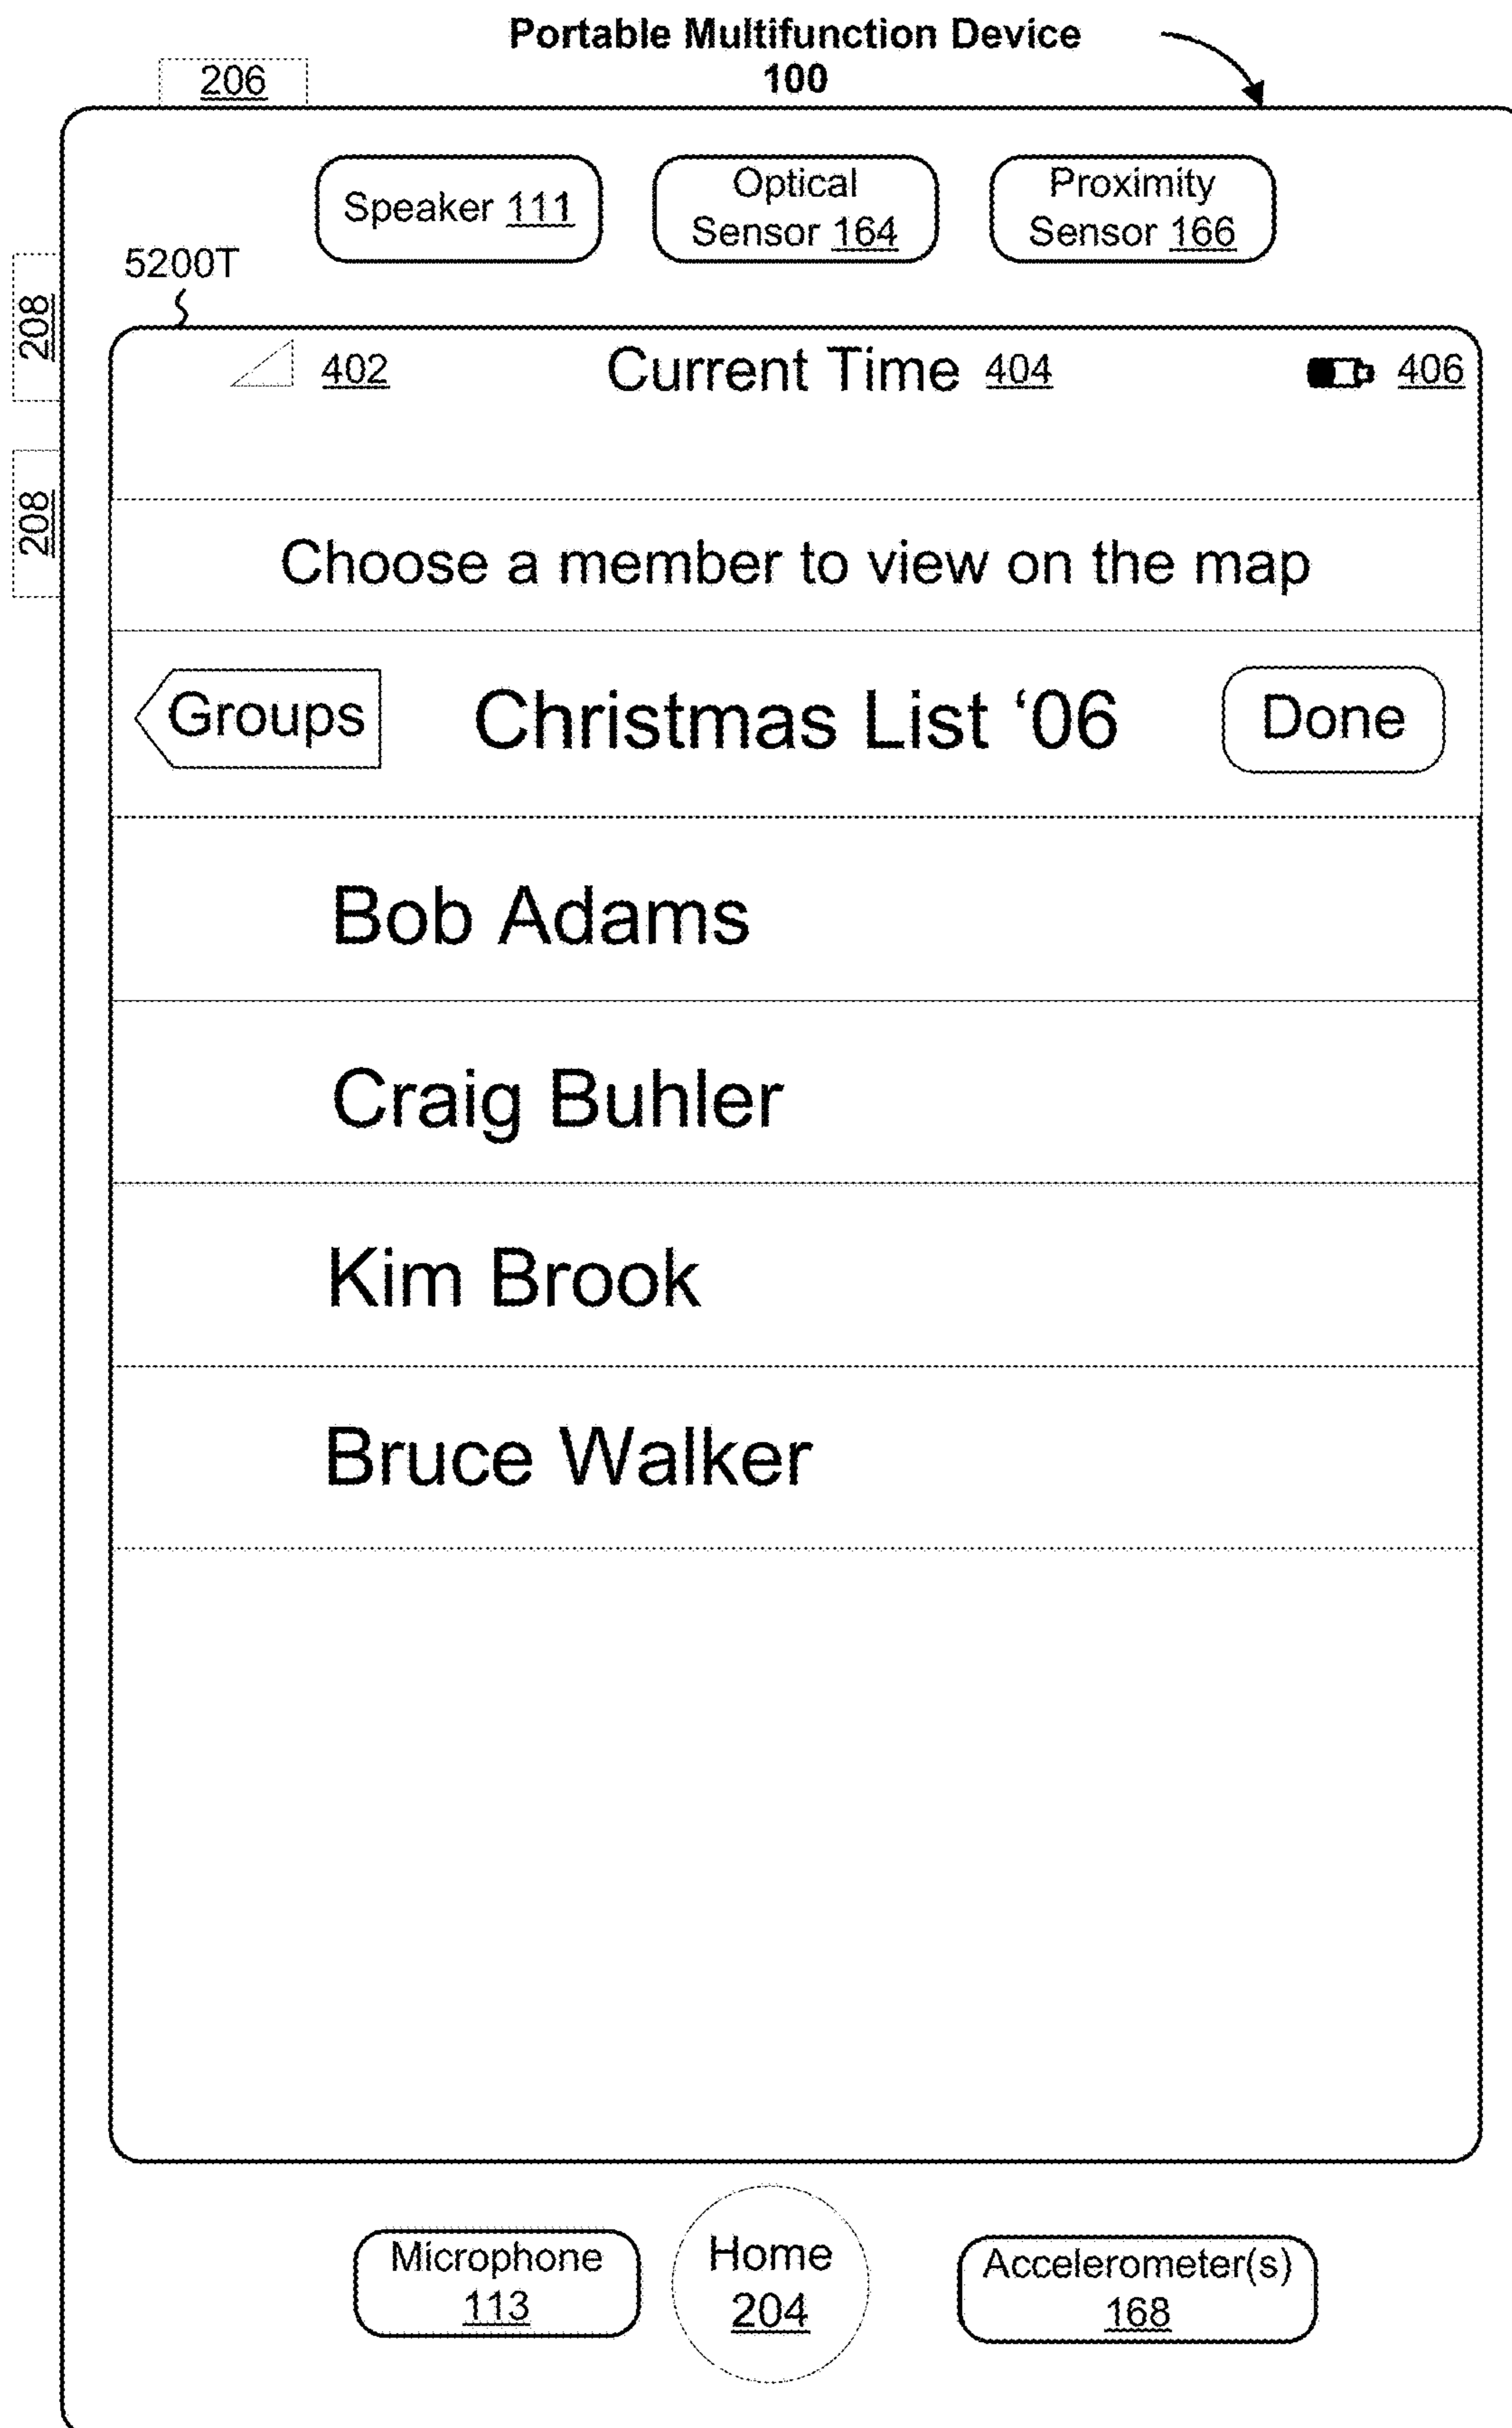 Portable Multifunction Device
100
206
Speaker 111
Optical
Sensor 164
Proximity
Sensor 166
5200T
208
208
402
Current Time 404
406
Choose a member to view on the map
Groups
Christmas List ‘06
Done
Bob Adams
Craig Buhler
Kim Brook
Bruce Walker
Microphone
113
Home
204
Accelerometer(s)
168